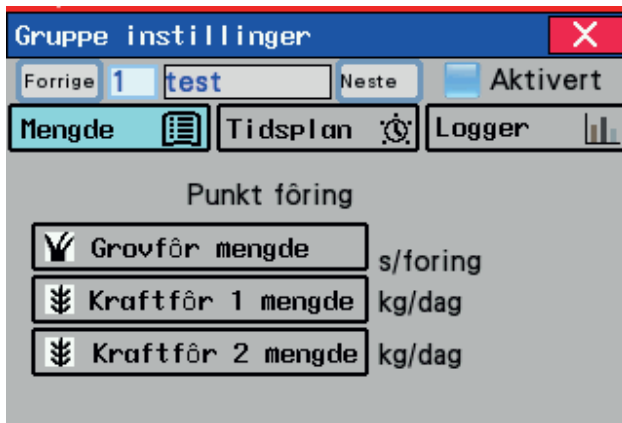 Gruppe instillinger
Forrige 1 test Neste Aktivert
Mengde Tidsplan Logger
Punkt fôring
Grovfôr mengde s/foring
Kraftfôr 1 mengde kg/dag
Kraftfôr 2 mengde kg/dag